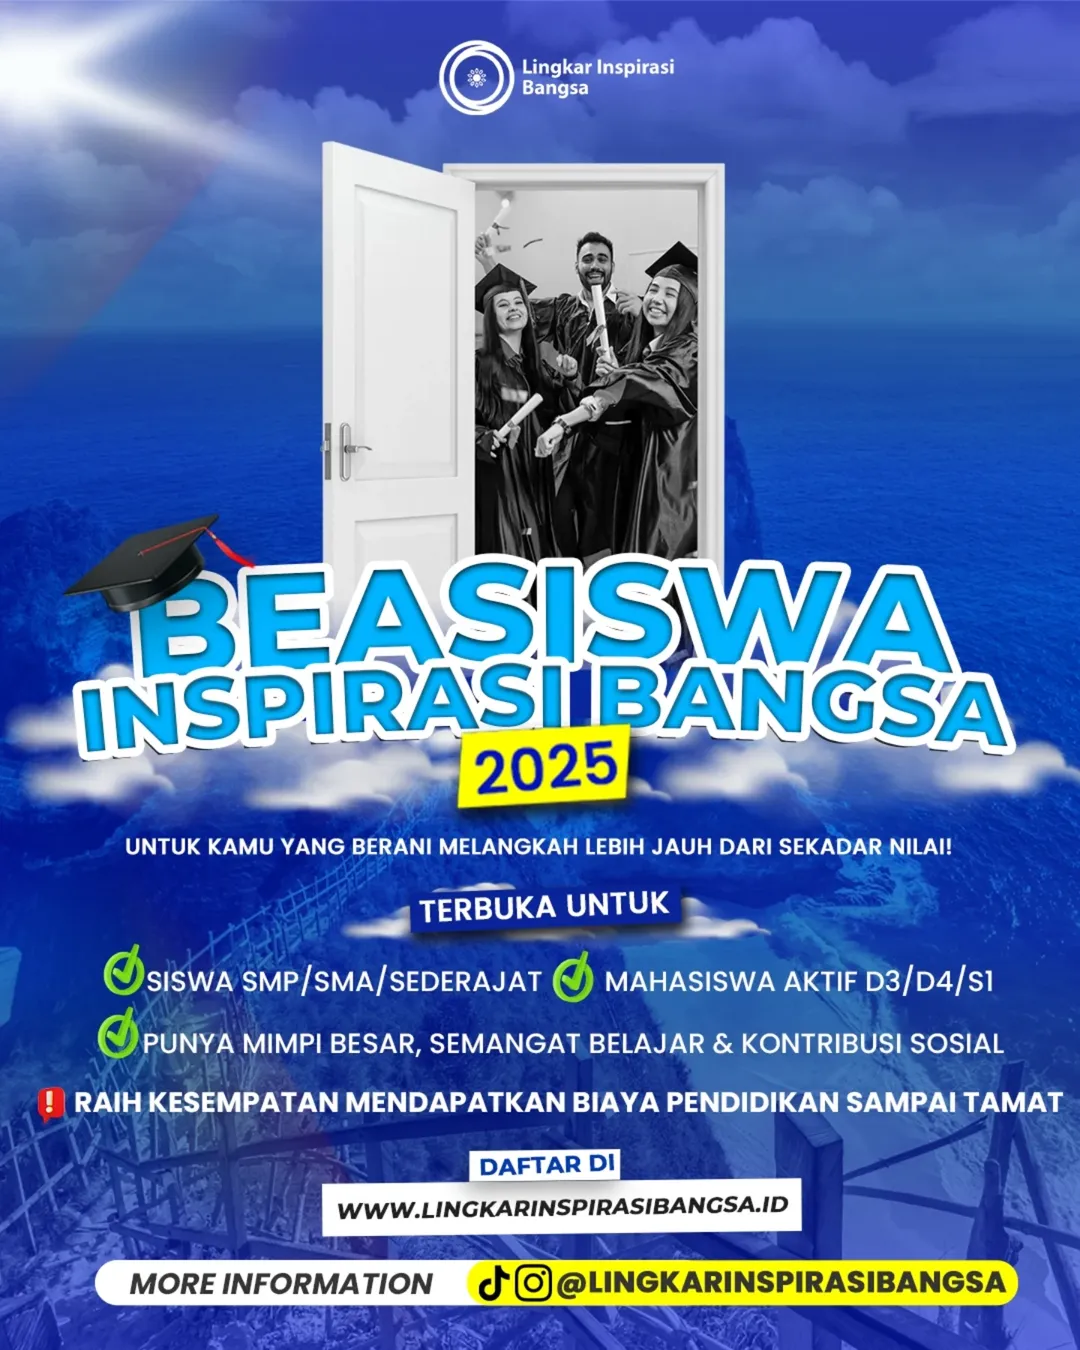 Lingkar Inspirasi
Bangsa
BEASISWA
INSPIRASI BANGSA
2025
UNTUK KAMU YANG BERANI MELANGKAH LEBIH JAUH DARI SEKADAR NILAI!
TERBUKA UNTUK
SISWA SMP/SMA/SEDERAJAT MAHASISWA AKTIF D3/D4/S1
PUNYA MIMPI BESAR, SEMANGAT BELAJAR & KONTRIBUSI SOSIAL
RAIH KESEMPATAN MENDAPATKAN BIAYA PENDIDIKAN SAMPAI TAMAT
DAFTAR DI
WWW.LINGKARINSPIRASIBANGSA.ID
MORE INFORMATION @LINGKARINSPIRASIBANGSA